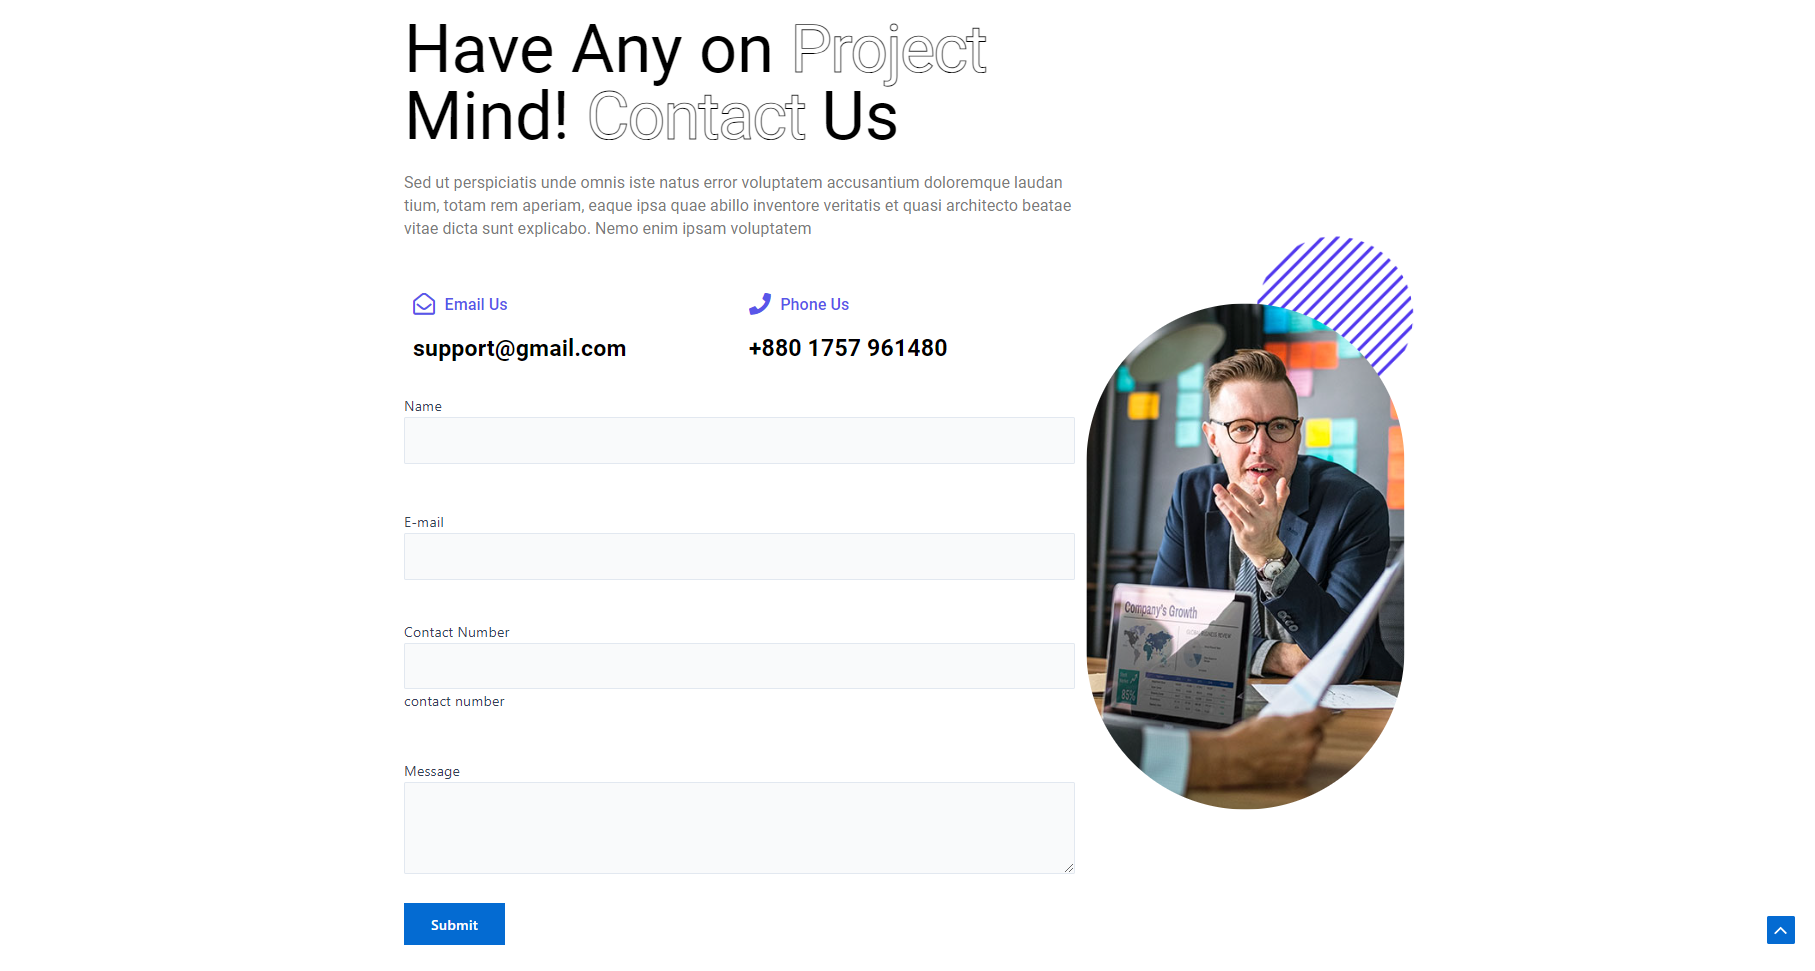 Have Any on Project
Mind! Contact Us
Sed ut perspiciatis unde omnis iste natus error voluptatem accusantium doloremque laudan
tium, totam rem aperiam, eaque ipsa quae abillo inventore veritatis et quasi architecto beatae
vitae dicta sunt explicabo. Nemo enim ipsam voluptatem
Email Us
support@gmail.com
Phone Us
+880 1757 961480
Name
E-mail
Contact Number
contact number
Message
Submit
Company's Growth
85%